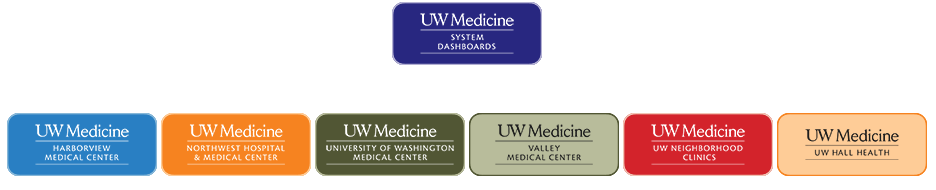 UW Medicine
SYSTEM
DASHBOARDS
UW Medicine
HARBORVIEW
MEDICAL CENTER
UW Medicine
NORTHWEST HOSPITAL
& MEDICAL CENTER
UW Medicine
UNIVERSITY OF WASHINGTON
MEDICAL CENTER
UW Medicine
VALLEY
MEDICAL CENTER
UW Medicine
UW NEIGHBORHOOD
CLINICS
UW Medicine
UW HALL HEALTH